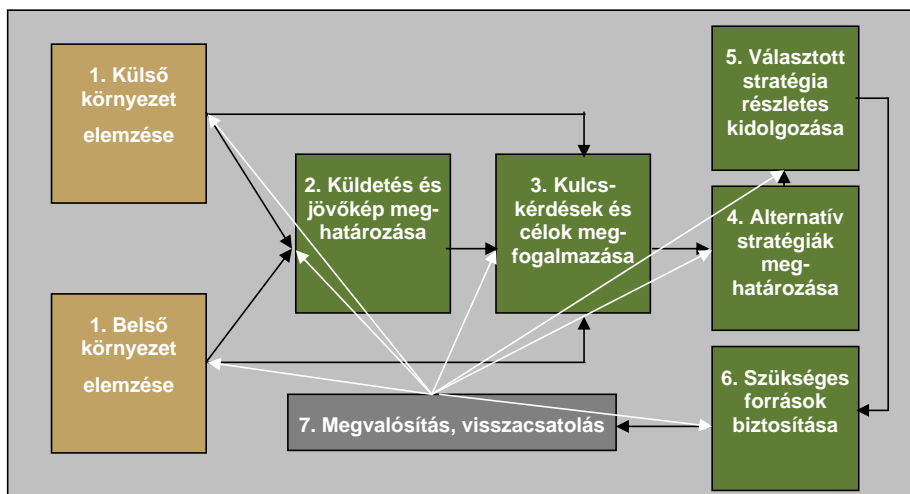 1. Külső
környezet
elemzése
1. Belső
környezet
elemzése
2. Küldetés és
jövőkép meg-
határozása
3. Kulcs-
kérdések és
célok meg-
fogalmazása
5. Választott
stratégia
részletes
kidolgozása
4. Alternatív
stratégiák
meg-
határozása
6. Szükséges
források
biztosítása
7. Megvalósítás, visszacsatolás